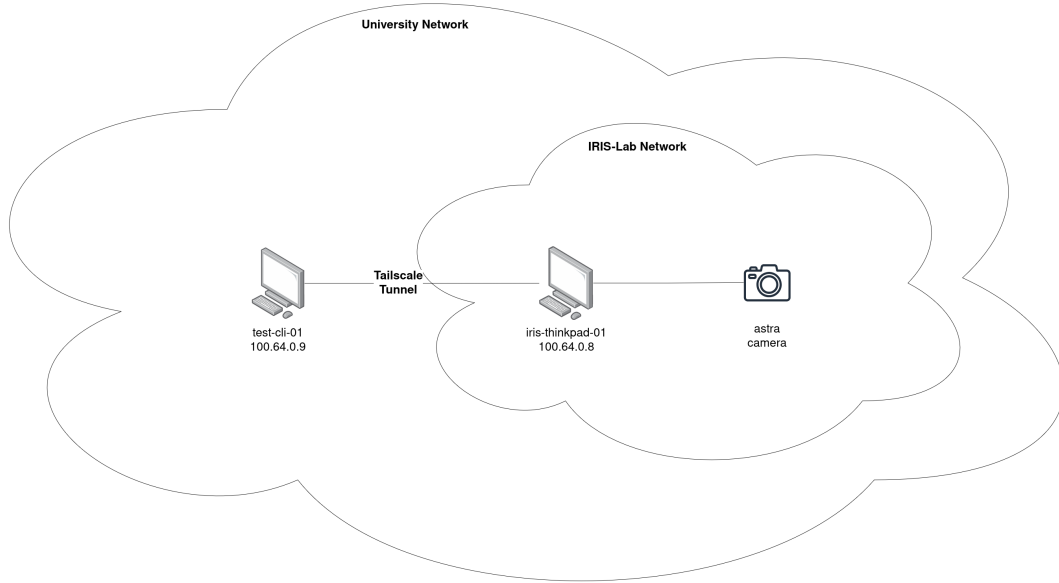 University Network
IRIS-Lab Network
Tailscale
Tunnel
test-cli-01
100.64.0.9
iris-thinkpad-01
100.64.0.8
astra
camera